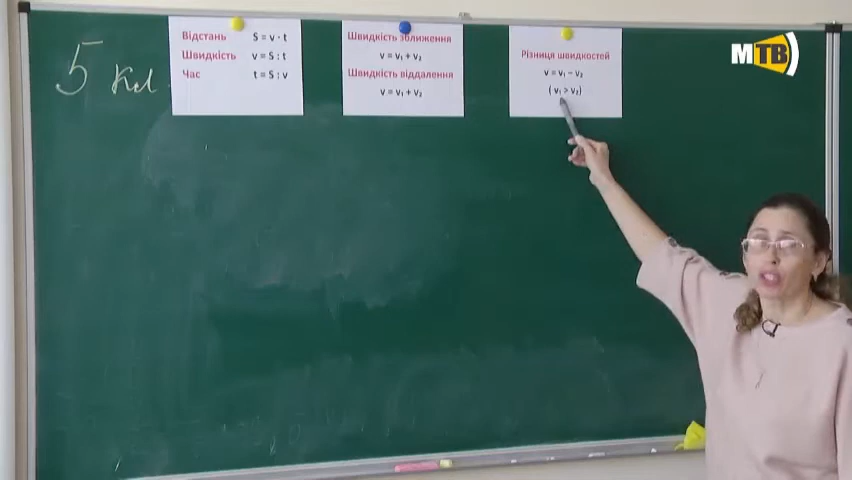 5 кл.
Відстань S = v · t
Швидкість v = S : t
Час t = S : v
Швидкість зближення
v = v₁ + v₂
Швидкість віддалення
v = v₁ + v₂
Різниця швидкостей
v = v₁ – v₂
( v₁ > v₂)
МТВ